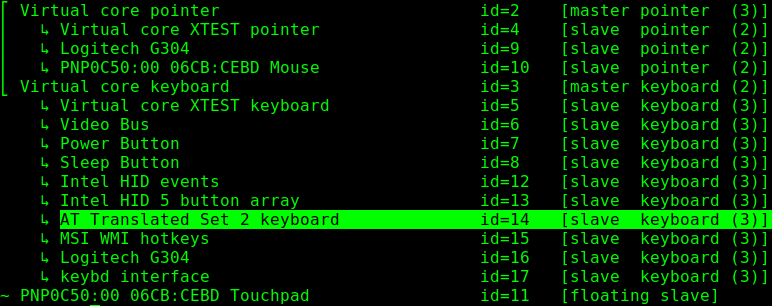 ⎡ Virtual core pointer id=2 [master pointer (3)]
⎜ ↳ Virtual core XTEST pointer id=4 [slave pointer (2)]
⎜ ↳ Logitech G304 id=9 [slave pointer (2)]
⎜ ↳ PNP0C50:00 06CB:CEBD Mouse id=10 [slave pointer (2)]
⎣ Virtual core keyboard id=3 [master keyboard (2)]
↳ Virtual core XTEST keyboard id=5 [slave keyboard (3)]
↳ Video Bus id=6 [slave keyboard (3)]
↳ Power Button id=7 [slave keyboard (3)]
↳ Sleep Button id=8 [slave keyboard (3)]
↳ Intel HID events id=12 [slave keyboard (3)]
↳ Intel HID 5 button array id=13 [slave keyboard (3)]
↳ AT Translated Set 2 keyboard id=14 [slave keyboard (3)]
↳ MSI WMI hotkeys id=15 [slave keyboard (3)]
↳ Logitech G304 id=16 [slave keyboard (3)]
↳ keybd interface id=17 [slave keyboard (3)]
~ PNP0C50:00 06CB:CEBD Touchpad id=11 [floating slave]